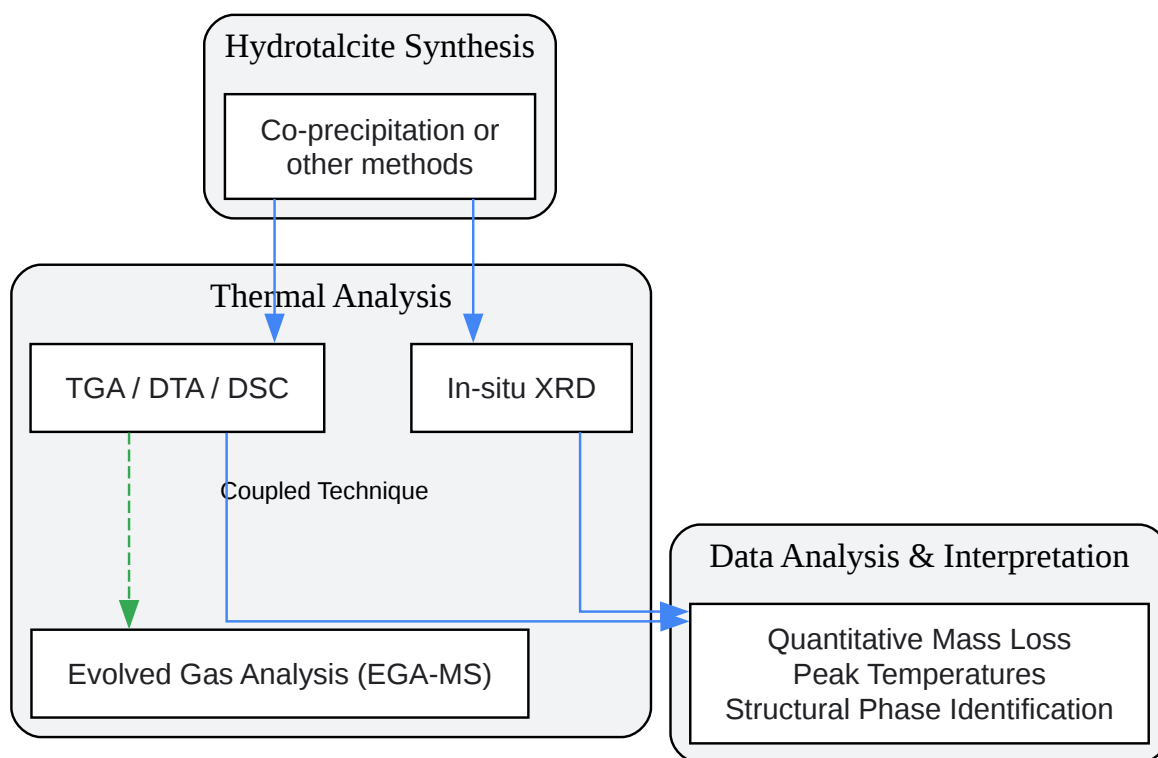 Hydrotalcite Synthesis
Co-precipitation or
other methods
Thermal Analysis
TGA / DTA / DSC
In-situ XRD
Coupled Technique
Evolved Gas Analysis (EGA-MS)
Data Analysis & Interpretation
Quantitative Mass Loss
Peak Temperatures
Structural Phase Identification